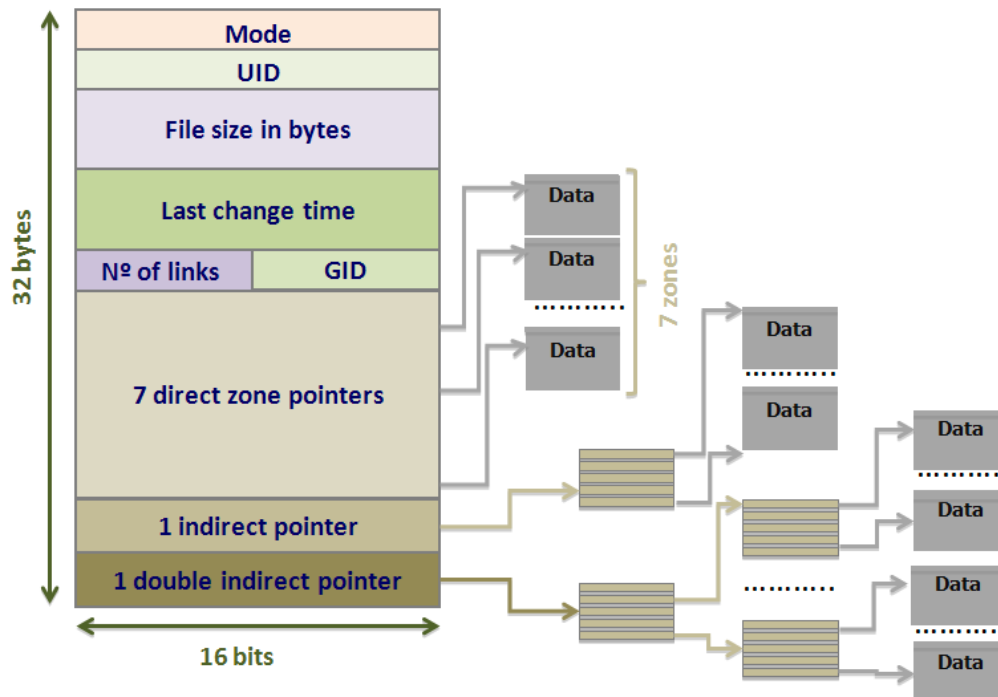 Mode
UID
File size in bytes
Last change time
Nº of links
GID
7 direct zone pointers
1 indirect pointer
1 double indirect pointer
32 bytes
16 bits
Data
Data
...........
Data
7 zones
Data
...........
Data
Data
...........
Data
...........
Data
...........
Data